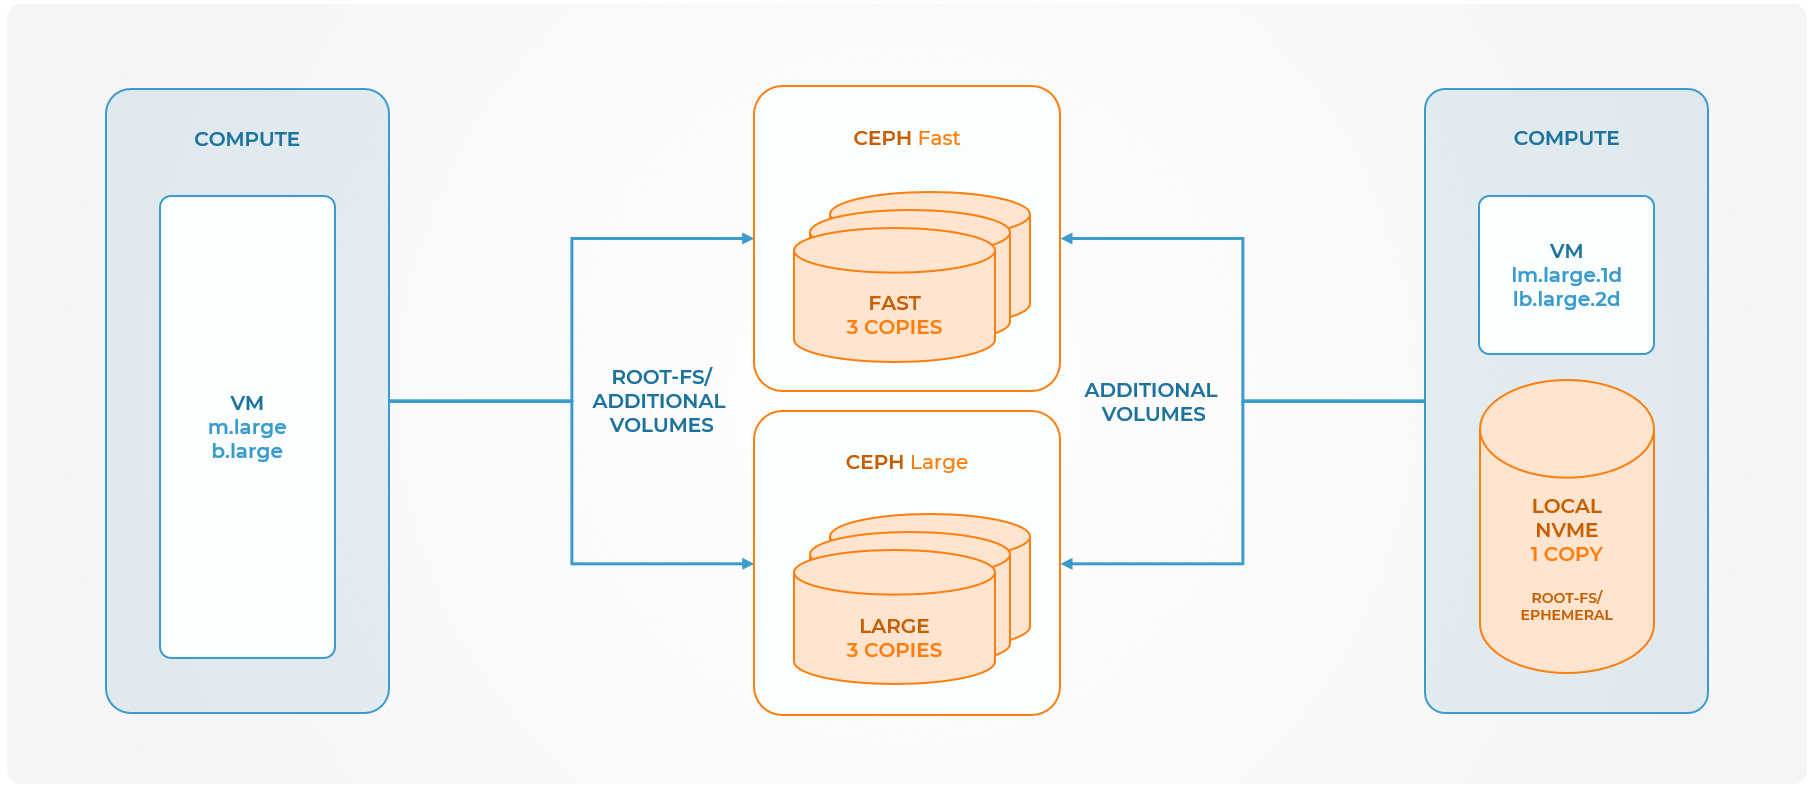 COMPUTE
VM
m.large
b.large
ROOT-FS/
ADDITIONAL
VOLUMES
CEPH Fast
FAST
3 COPIES
CEPH Large
LARGE
3 COPIES
ADDITIONAL
VOLUMES
COMPUTE
VM
lm.large.1d
lb.large.2d
LOCAL
NVME
1 COPY
ROOT-FS/
EPHEMERAL